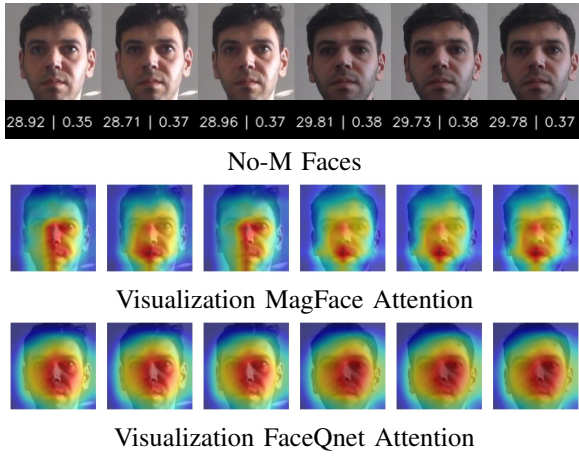 28.92 | 0.35 28.71 | 0.37 28.96 | 0.37 29.81 | 0.38 29.73 | 0.38 29.78 | 0.37
No-M Faces
Visualization MagFace Attention
Visualization FaceQnet Attention